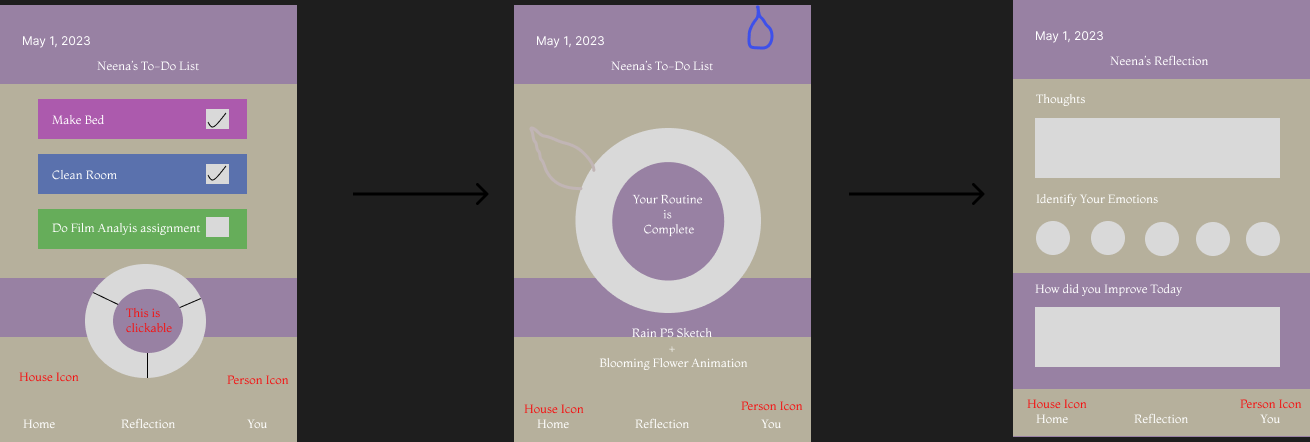 May 1, 2023
Neena's To-Do List
Make Bed
Clean Room
Do Film Analyis assignment
This is
clickable
House Icon
Person Icon
Home
Reflection
You
May 1, 2023
Neena's To-Do List
Your Routine
is
Complete
Rain P5 Sketch
+
Blooming Flower Animation
House Icon
Person Icon
Home
Reflection
You
May 1, 2023
Neena's Reflection
Thoughts
Identify Your Emotions
How did you Improve Today
House Icon
Person Icon
Home
Reflection
You